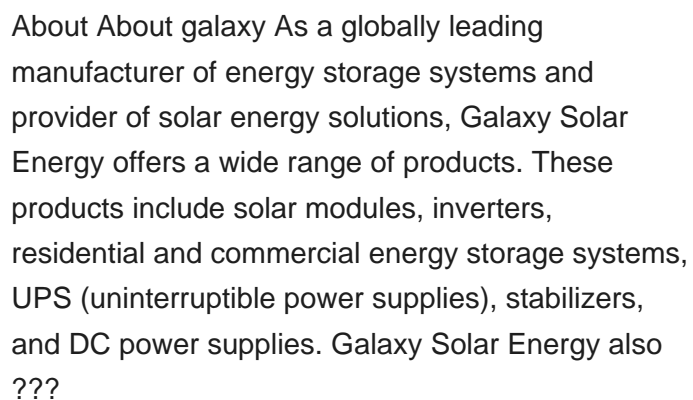 About About galaxy As a globally leading
manufacturer of energy storage systems and
provider of solar energy solutions, Galaxy Solar
Energy offers a wide range of products. These
products include solar modules, inverters,
residential and commercial energy storage systems,
UPS (uninterruptible power supplies), stabilizers,
and DC power supplies. Galaxy Solar Energy also
???